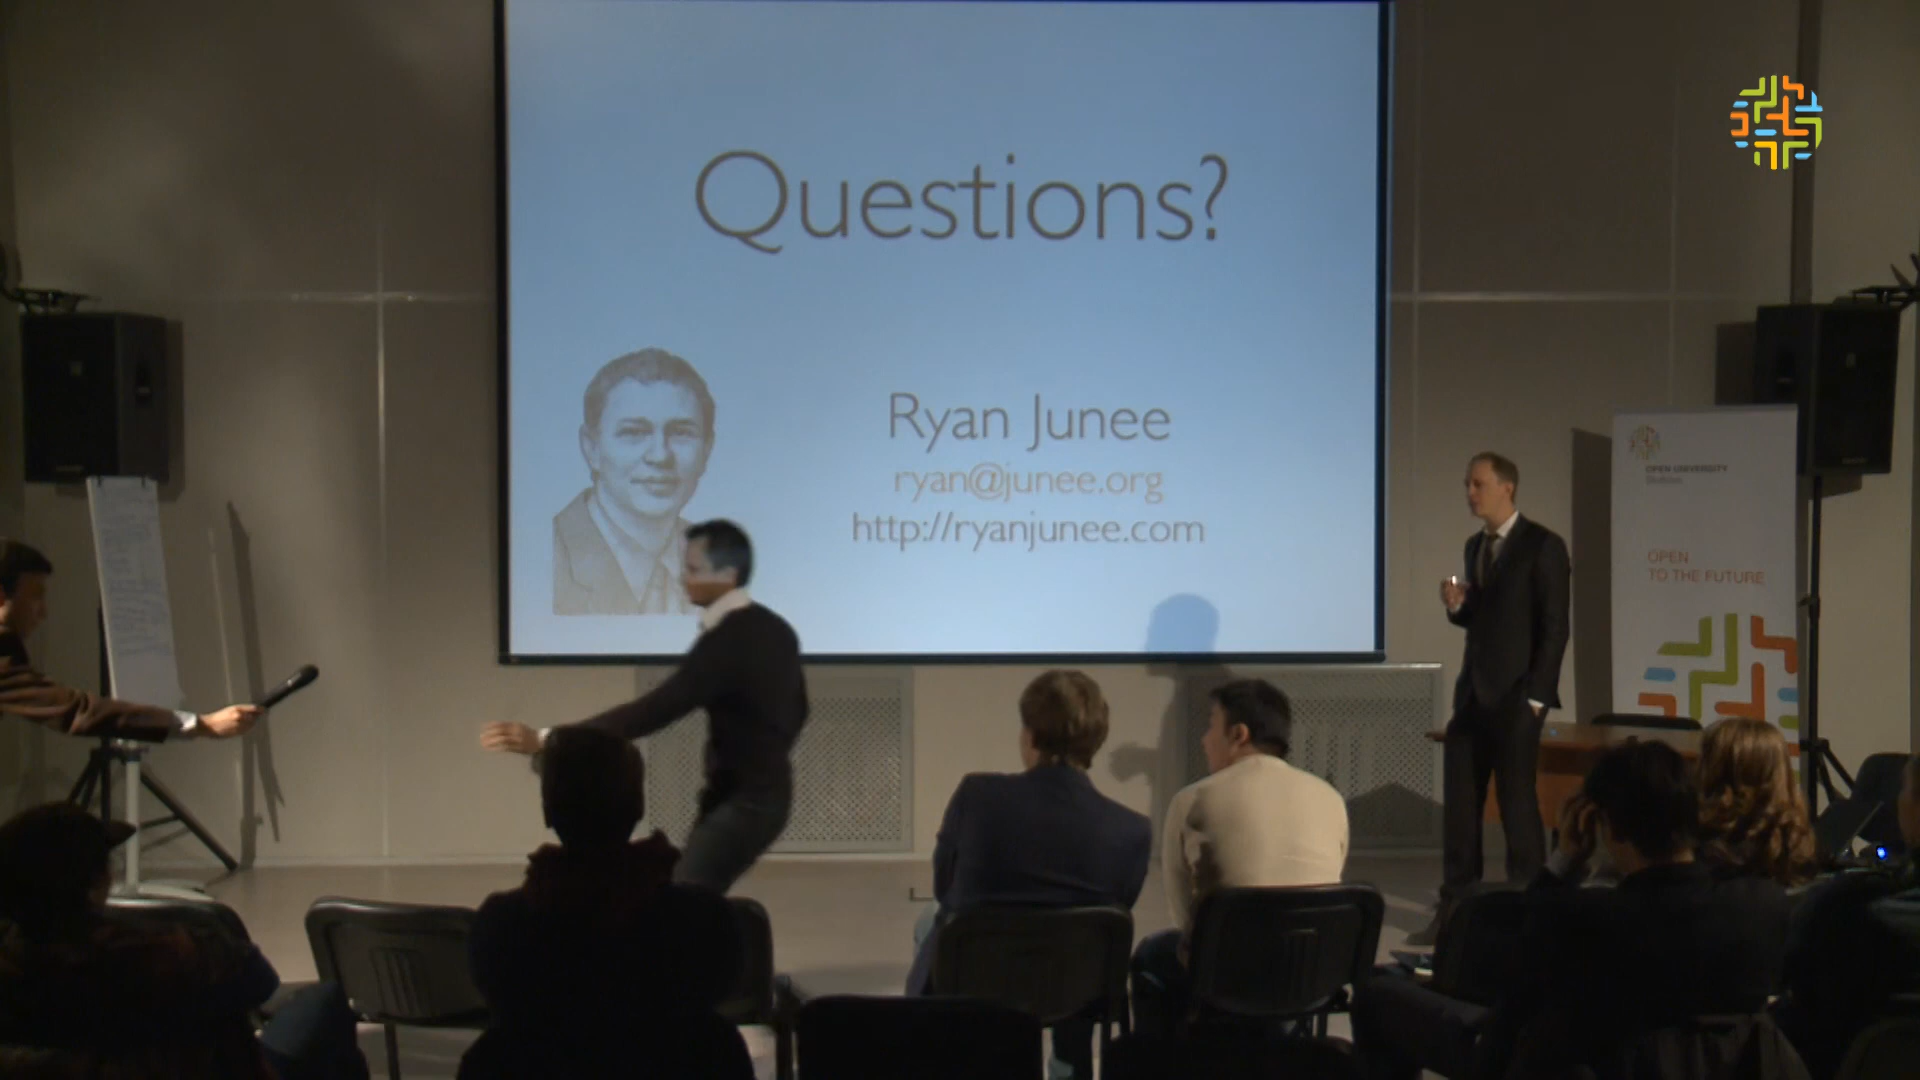 Questions?
Ryan Junee
ryan@junee.org
http://ryanjunee.com
OPEN UNIVERSITY
OPEN
TO THE FUTURE